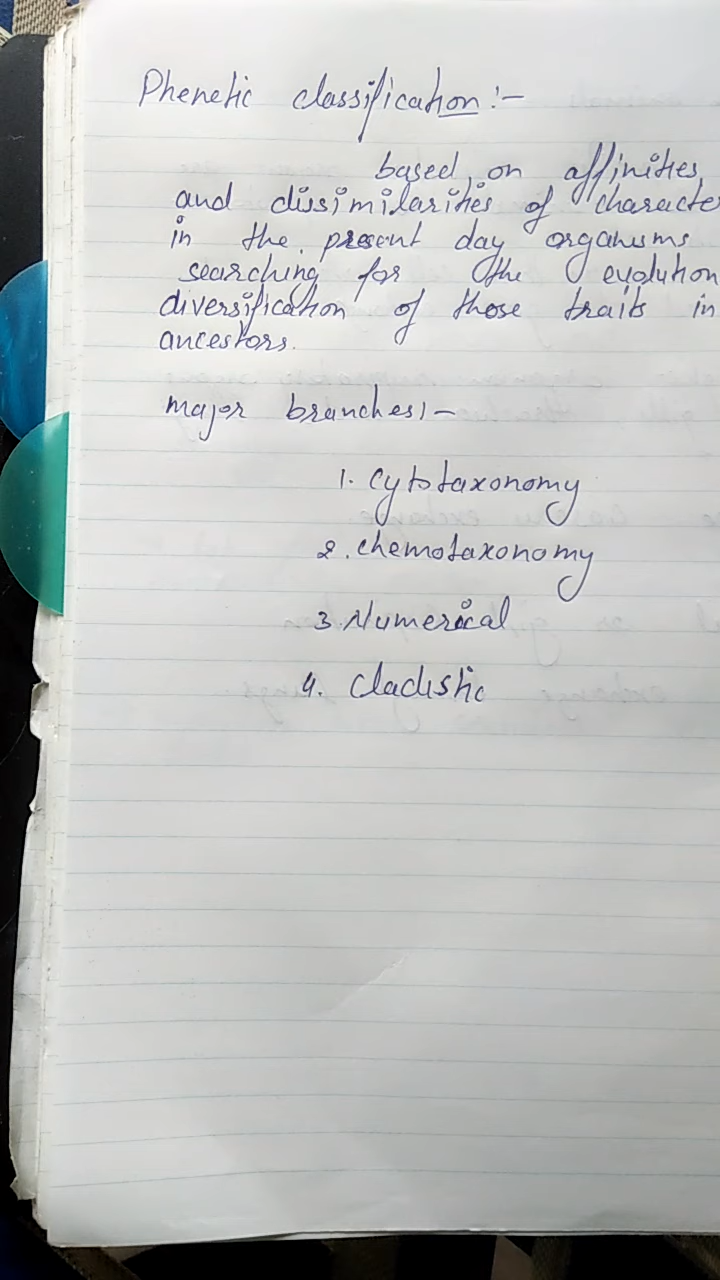 Phenetic classification :-
based on affinities
and dissimilarities of characte
in the present day organisms
searching for the evolution
diversification of those traits in
ancestors.
major branches :-
1. Cytotaxonomy
2. chemotaxonomy
3. Numerical
4. Cladistic